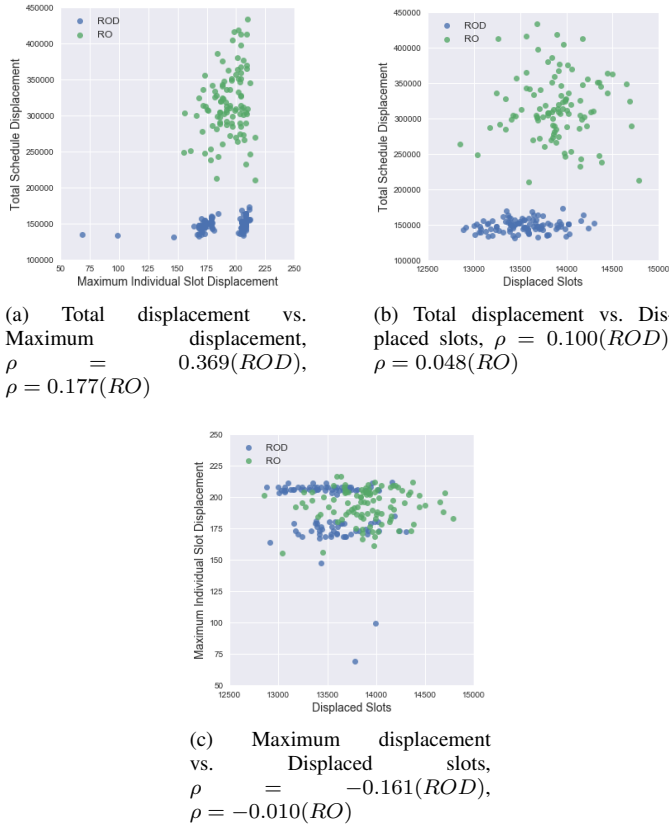 ROD
RO
450000
400000
350000
300000
250000
200000
150000
100000
Total Schedule Displacement
50 75 100 125 150 175 200 225 250
Maximum Individual Slot Displacement
ROD
RO
450000
400000
350000
300000
250000
200000
150000
100000
Total Schedule Displacement
12500 13000 13500 14000 14500 15000
Displaced Slots
(a) Total displacement vs.
Maximum displacement,
ρ = 0.369(ROD),
ρ = 0.177(RO)
(b) Total displacement vs. Dis-
placed slots, ρ = 0.100(ROD)
ρ = 0.048(RO)
ROD
RO
250
225
200
175
150
125
100
75
50
Maximum Individual Slot Displacement
12500 13000 13500 14000 14500 15000
Displaced Slots
(c) Maximum displacement
vs. Displaced slots,
ρ = −0.161(ROD),
ρ = −0.010(RO)